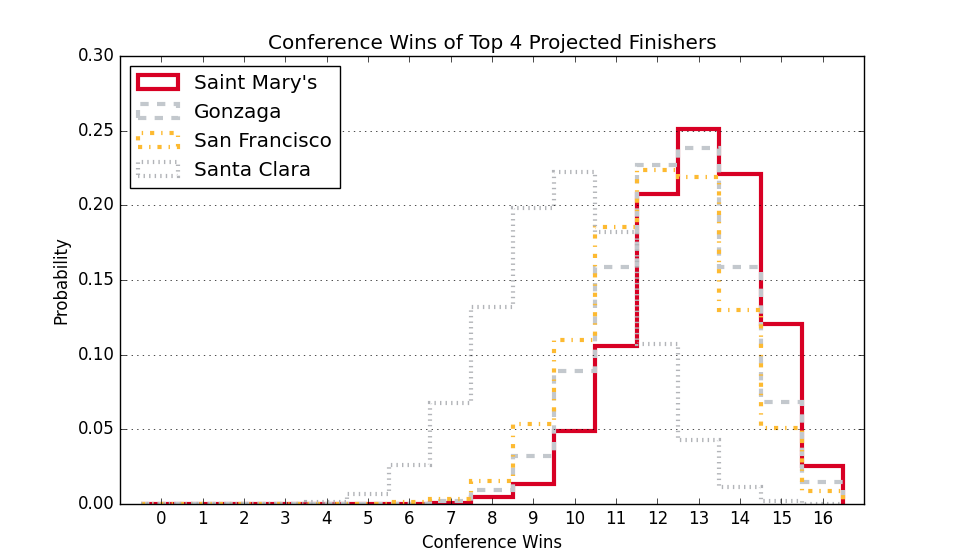 Conference Wins of Top 4 Projected Finishers
0.30
0.25
0.20
0.15
0.10
0.05
0.00
Probability
Saint Mary's
Gonzaga
San Francisco
Santa Clara
0 1 2 3 4 5 6 7 8 9 10 11 12 13 14 15 16
Conference Wins